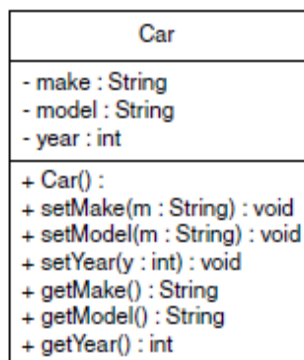 Car
- make : String
- model : String
- year : int
+ Car() :
+ setMake(m : String) : void
+ setModel(m : String) : void
+ setYear(y : int) : void
+ getMake() : String
+ getModel() : String
+ getYear() : int